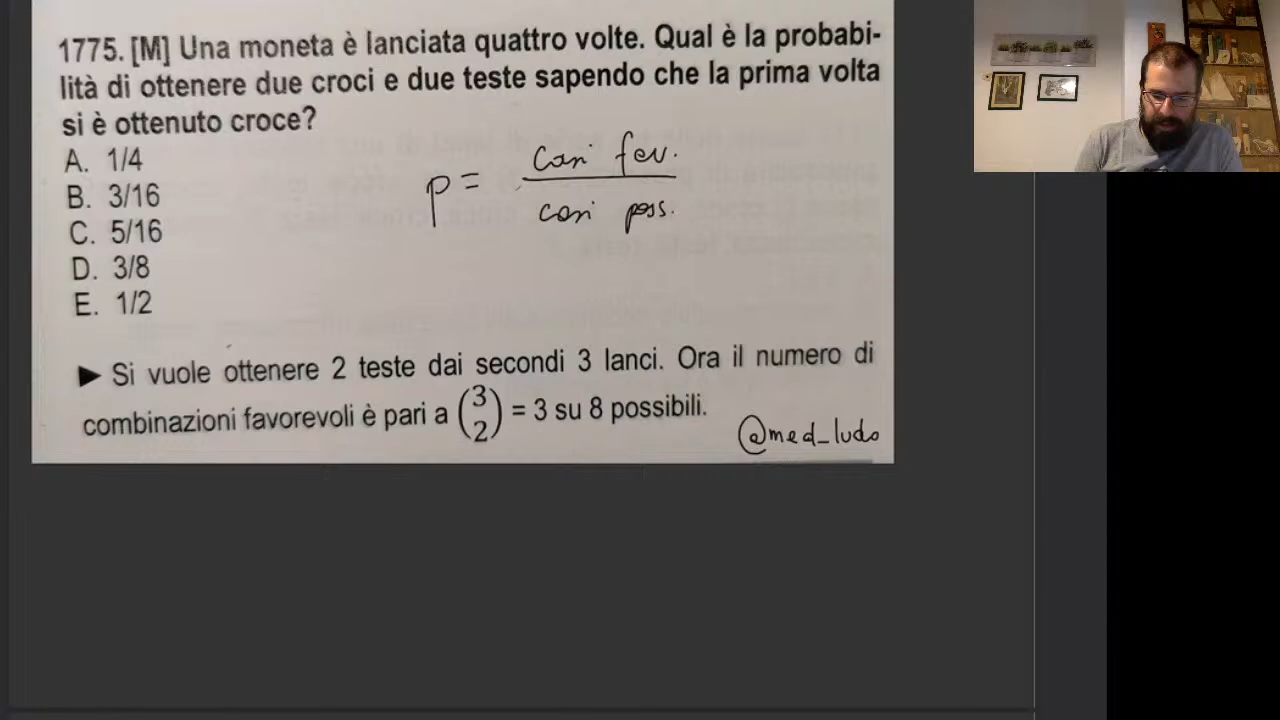 1775. [M] Una moneta è lanciata quattro volte. Qual è la probabi-
lità di ottenere due croci e due teste sapendo che la prima volta
si è ottenuto croce?
A. 1/4
B. 3/16
C. 5/16
D. 3/8
E. 1/2
p = casi fav.
casi poss.
► Si vuole ottenere 2 teste dai secondi 3 lanci. Ora il numero di
combinazioni favorevoli è pari a (3 2) = 3 su 8 possibili.
@med_ludo